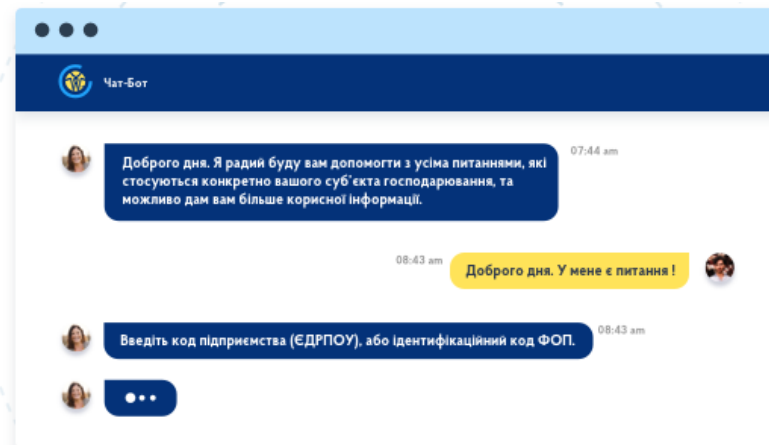 Чат-Бот
07:44 am
Доброго дня. Я радий буду вам допомогти з усіма питаннями, які
стосуються конкретно вашого суб'єкта господарювання, та
можливо дам вам більше корисної інформації.
08:43 am
Доброго дня. У мене є питання !
08:43 am
Введіть код підприємства (ЄДРПОУ), або ідентифікаційний код ФОП.